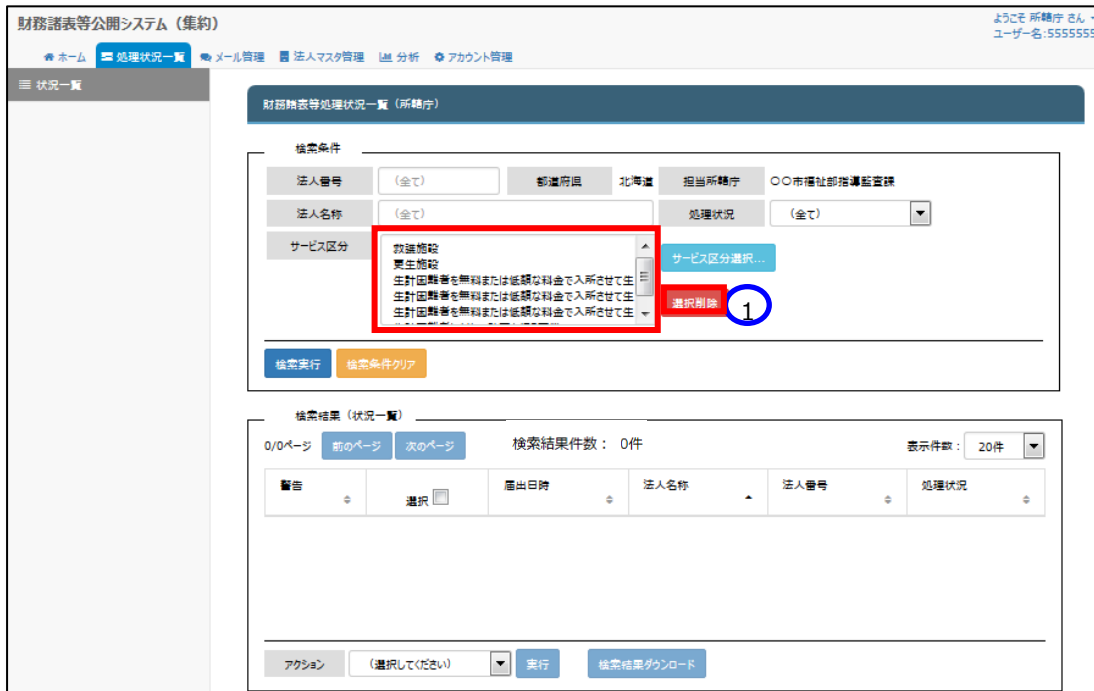 財務諸表等公開システム（集約）
ようこそ 所轄庁 さん
ユーザー名:5555555
ホーム 処理状況一覧 メール管理 法人マスタ管理 分析 アカウント管理
状況一覧
財務諸表等処理状況一覧（所轄庁）
検索条件
法人番号 （全て） 都道府県 北海道 担当所轄庁 〇〇市福祉部指導監査課
法人名称 （全て） 処理状況 （全て）
サービス区分 救護施設
更生施設
サービス区分選択...
生計困難者を無料または低額な料金で入所させて生
生計困難者を無料または低額な料金で入所させて生
生計困難者を無料または低額な料金で入所させて生
選択削除 1
検索実行 検索条件クリア
検索結果（状況一覧）
0/0ページ 前のページ 次のページ 検索結果件数： 0件 表示件数： 20件
警告 選択 届出日時 法人名称 法人番号 処理状況
アクション （選択してください） 実行 検索結果ダウンロード